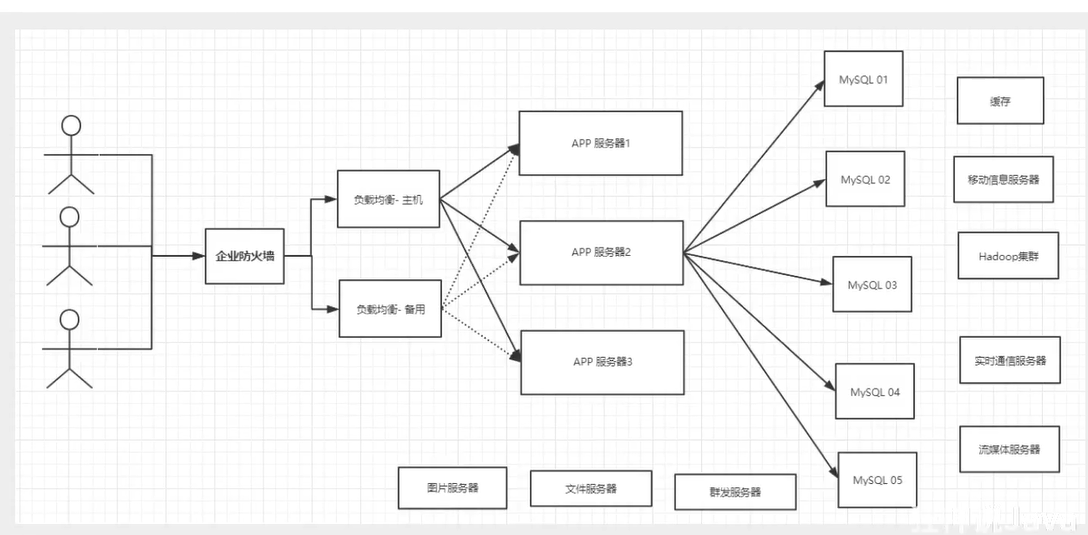 企业防火墙
负载均衡- 主机
负载均衡- 备用
APP 服务器1
APP 服务器2
APP 服务器3
MySQL 01
MySQL 02
MySQL 03
MySQL 04
MySQL 05
缓存
移动信息服务器
Hadoop集群
实时通信服务器
流媒体服务器
图片服务器
文件服务器
群发服务器